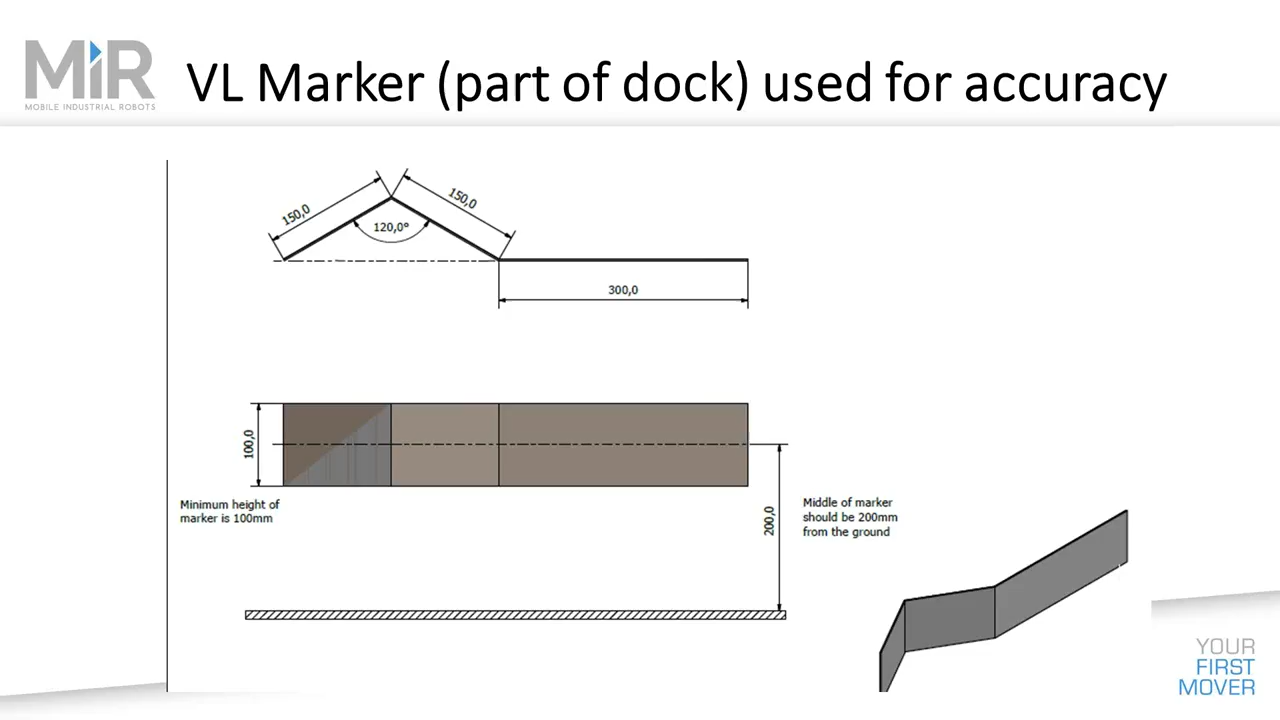 MiR
MOBILE INDUSTRIAL ROBOTS
VL Marker (part of dock) used for accuracy
150,0
150,0
120,0°
300,0
100,0
Minimum height of
marker is 100mm
200,0
Middle of marker
should be 200mm
from the ground
YOUR
FIRST
MOVER